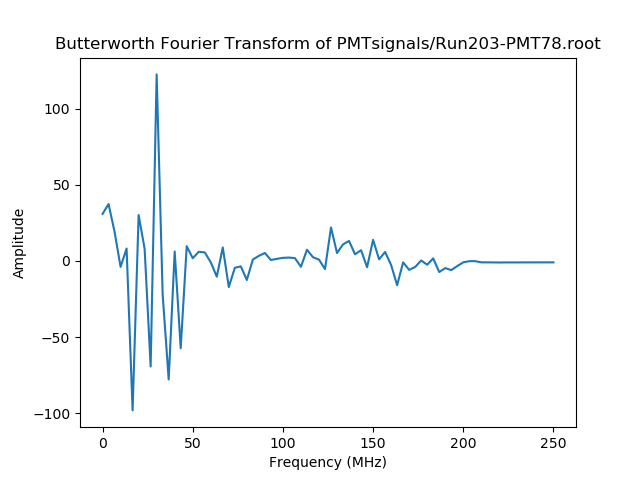 Butterworth Fourier Transform of PMTsignals/Run203-PMT78.root
100
50
0
−50
−100
Amplitude
0 50 100 150 200 250
Frequency (MHz)